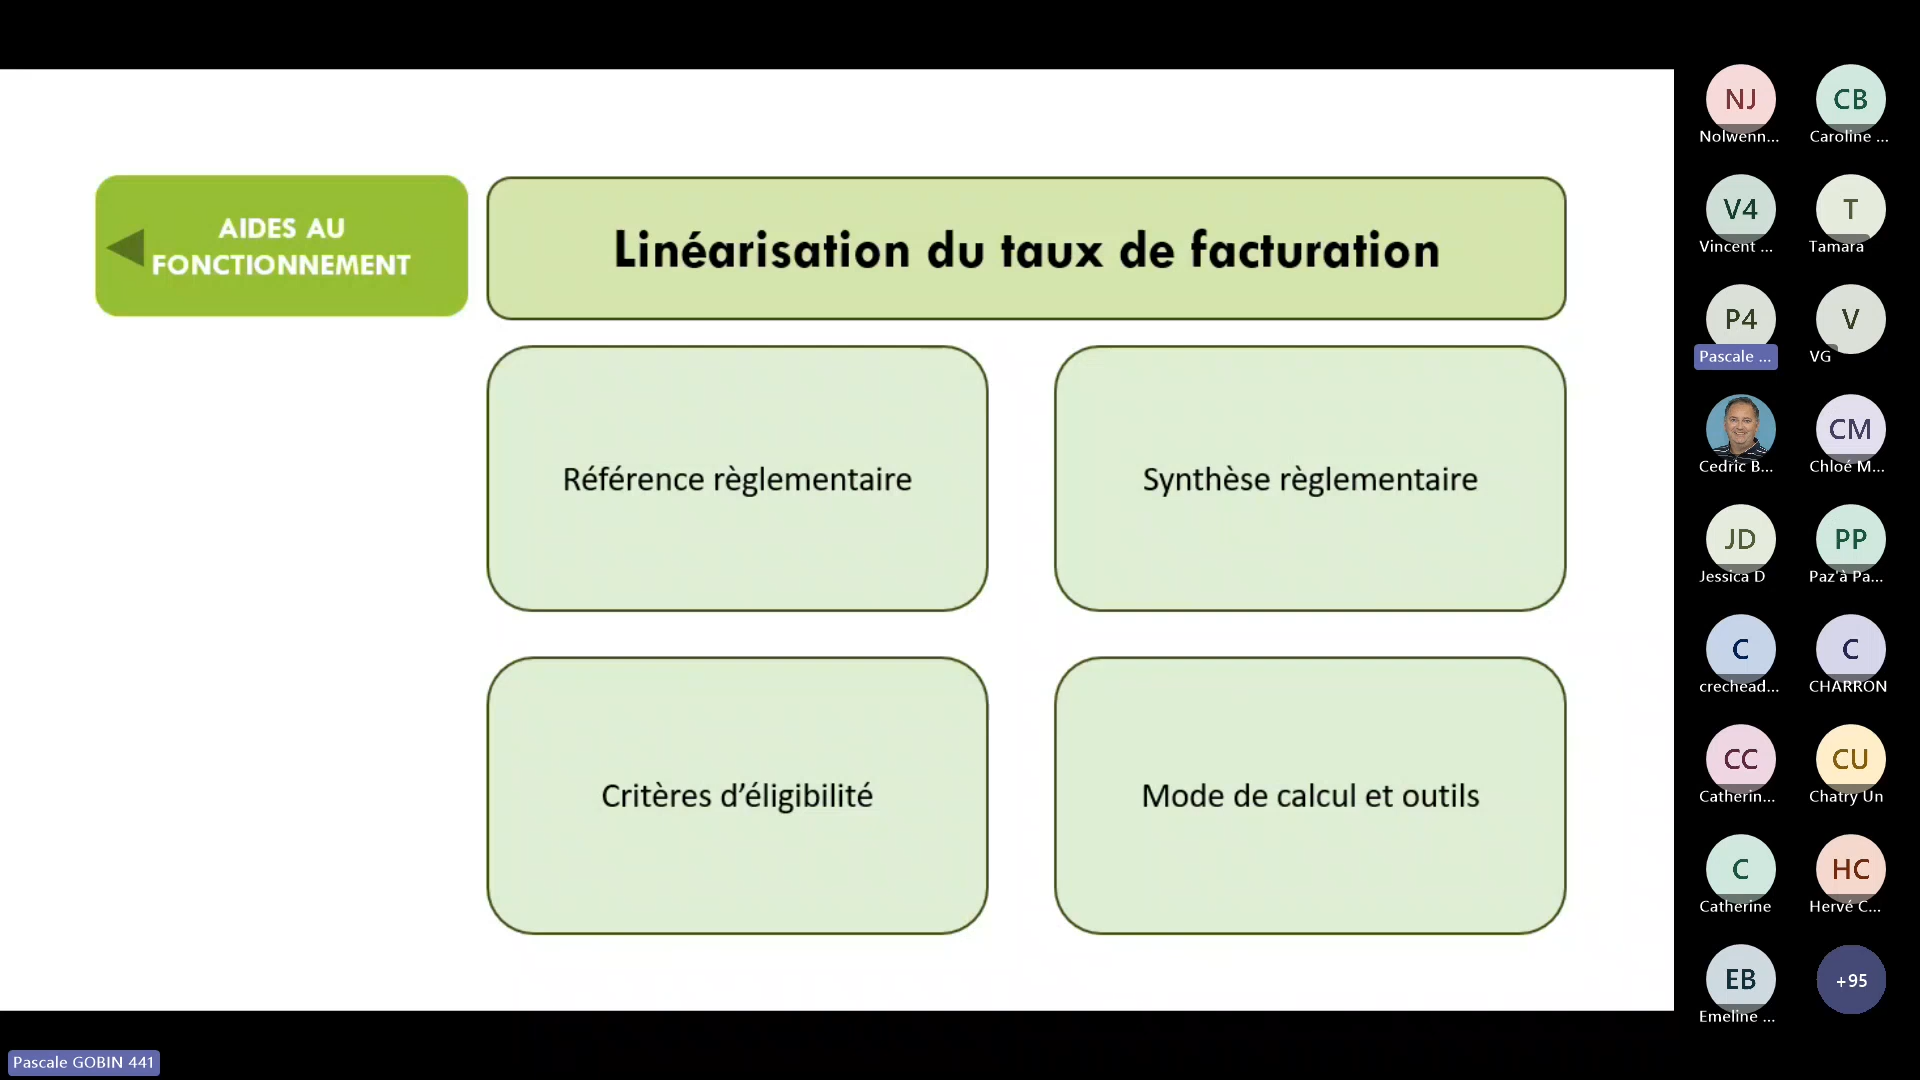 AIDES AU
FONCTIONNEMENT
Linéarisation du taux de facturation
Référence règlementaire
Synthèse règlementaire
Critères d’éligibilité
Mode de calcul et outils
NJ
Nolwenn...
CB
Caroline ...
V4
Vincent ...
T
Tamara
P4
Pascale ...
V
VG
Cedric B...
CM
Chloé M...
JD
Jessica D
PP
Paz'à Pa...
C
crechead...
C
CHARRON
CC
Catherin...
CU
Chatry Un
C
Catherine
HC
Hervé C...
EB
Emeline ...
+95
Pascale GOBIN 441